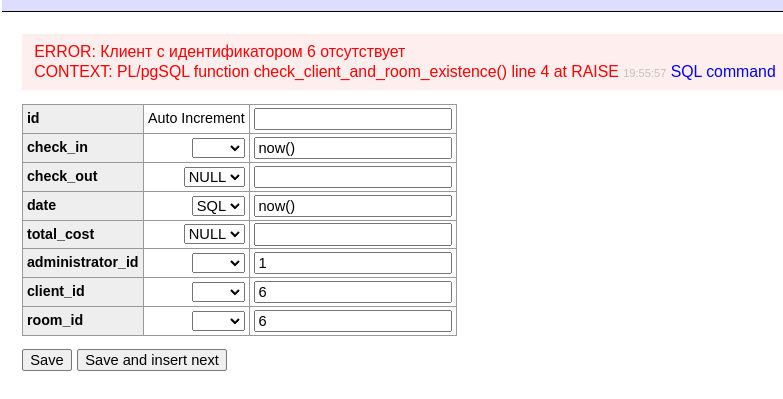 ERROR: Клиент с идентификатором 6 отсутствует
CONTEXT: PL/pgSQL function check_client_and_room_existence() line 4 at RAISE 19:55:57 SQL command
id Auto Increment
check_in now()
check_out NULL
date SQL now()
total_cost NULL
administrator_id 1
client_id 6
room_id 6
Save Save and insert next